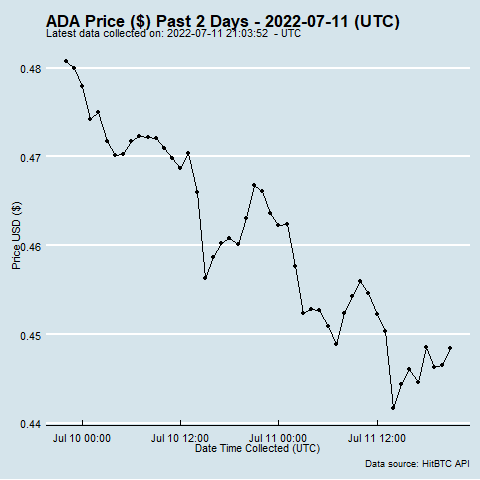 ADA Price ($) Past 2 Days - 2022-07-11 (UTC)
Latest data collected on: 2022-07-11 21:03:52 - UTC
0.48
0.47
0.46
0.45
0.44
Price USD ($)
Jul 10 00:00 Jul 10 12:00 Jul 11 00:00 Jul 11 12:00
Date Time Collected (UTC)
Data source: HitBTC API